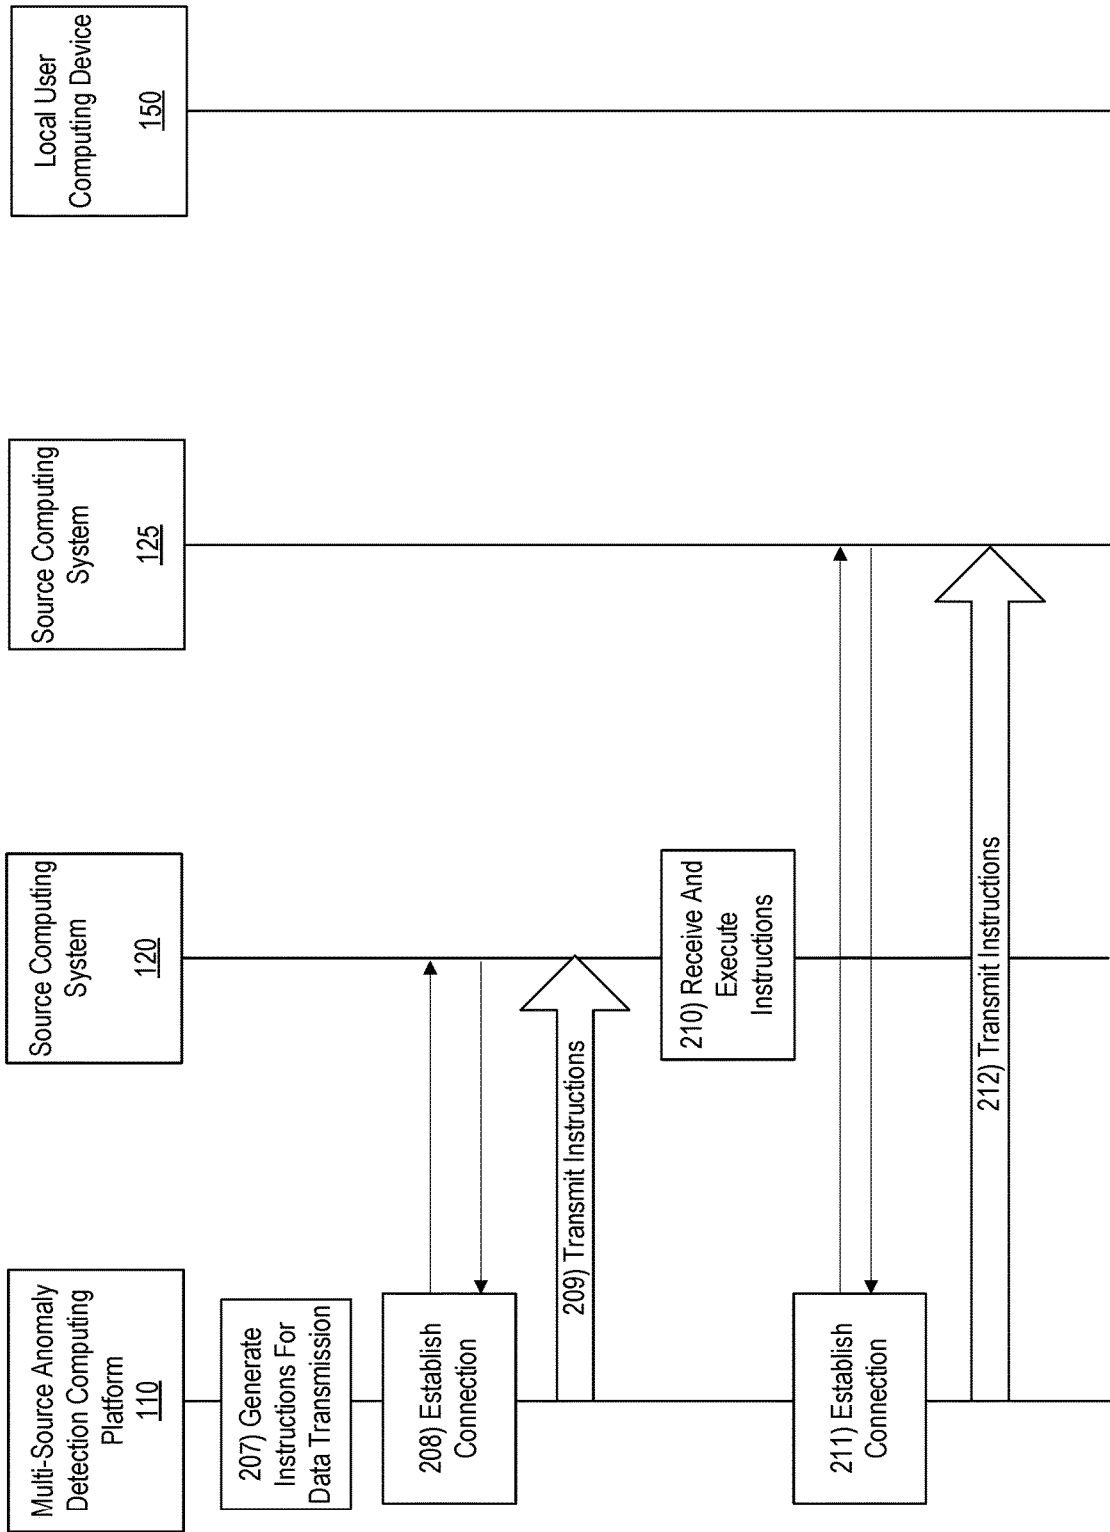 Multi-Source Anomaly
Detection Computing
Platform
110
Source Computing
System
120
Source Computing
System
125
Local User
Computing Device
150
207) Generate
Instructions For
Data Transmission
208) Establish
Connection
209) Transmit Instructions
210) Receive And
Execute
Instructions
211) Establish
Connection
212) Transmit Instructions